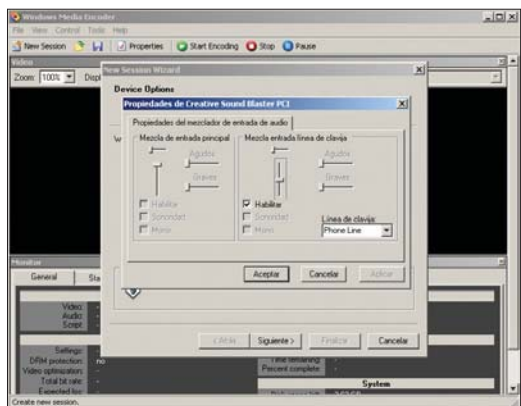 Windows Media Encoder
File View Control Tools Help
New Session Properties Start Encoding Stop Pause
Video
Zoom: 100%
New Session Wizard
Device Options
Propiedades de Creative Sound Blaster PCI
Propiedades del mezclador de entrada de audio
Mezcla de entrada principal
Agudos
Graves
Habilitar
Sonoridad
Mono
Mezcla entrada línea de clavija
Agudos
Graves
Habilitar
Sonoridad
Mono
Línea de clavija:
Phone Line
Aceptar Cancelar Aplicar
< Atrás Siguiente > Finalizar Cancelar
Monitor
General
Video:
Audio:
Script:
Settings:
DRM protection: no
Video optimization:
Total bit rate:
Time remaining:
Percent complete:
System
Create new session.